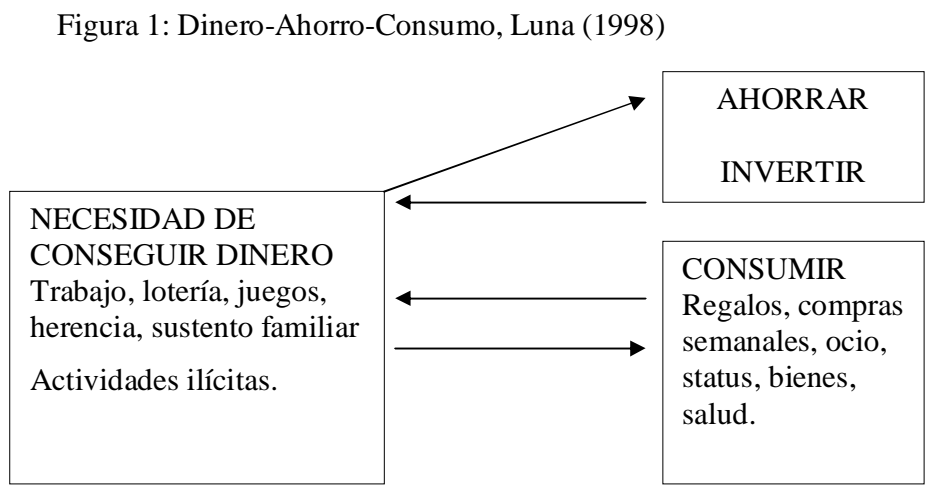 Figura 1: Dinero-Ahorro-Consumo, Luna (1998)
AHORRAR
INVERTIR
NECESIDAD DE
CONSEGUIR DINERO
Trabajo, lotería, juegos,
herencia, sustento familiar
Actividades ilícitas.
CONSUMIR
Regalos, compras
semanales, ocio,
status, bienes,
salud.